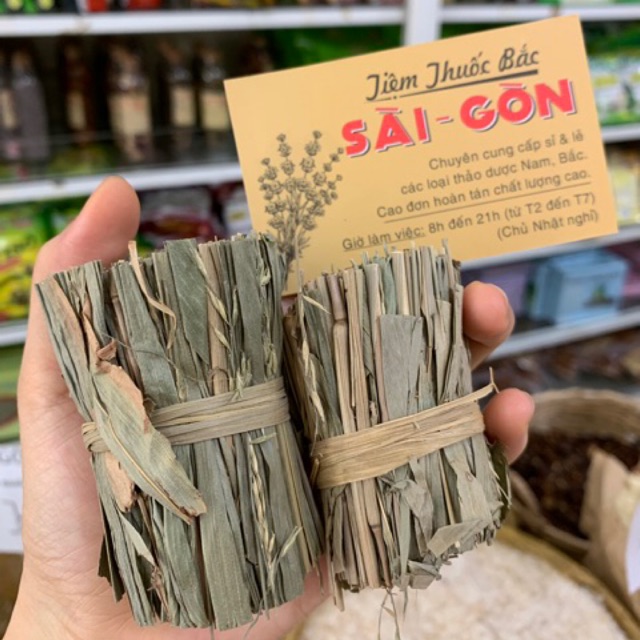 Tiệm Thuốc Bắc
SÀI-GÒN
Chuyên cung cấp sỉ & lẻ
các loại thảo dược Nam, Bắc.
Cao đơn hoàn tán chất lượng cao.
Giờ làm việc: 8h đến 21h (từ T2 đến T7)
(Chủ Nhật nghỉ)